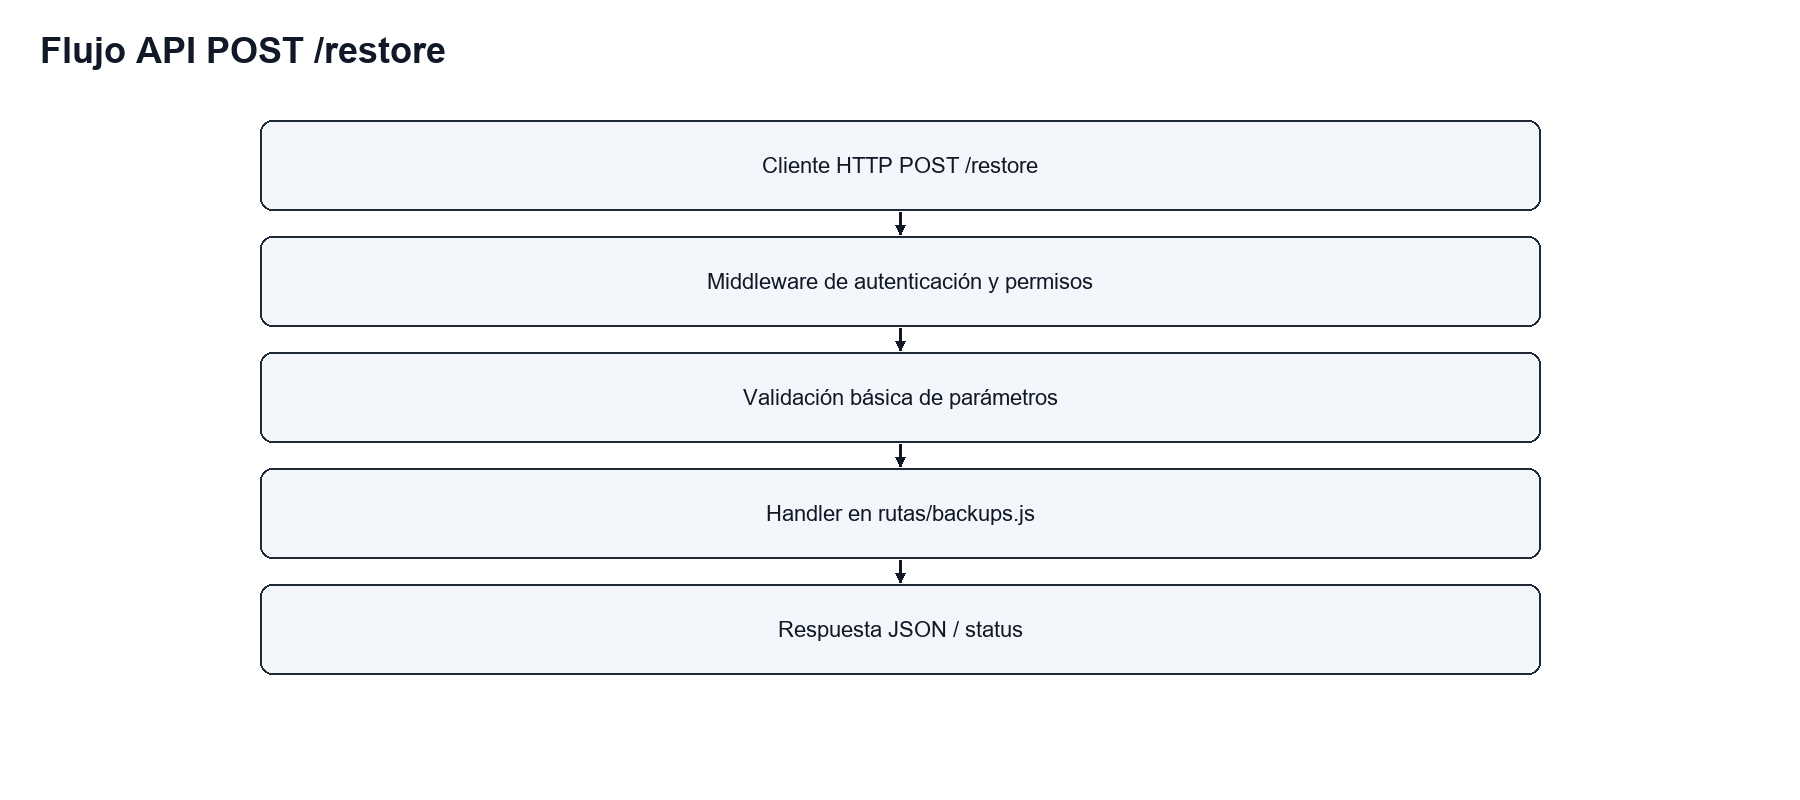 Flujo API POST /restore
Cliente HTTP POST /restore
Middleware de autenticación y permisos
Validación básica de parámetros
Handler en rutas/backups.js
Respuesta JSON / status